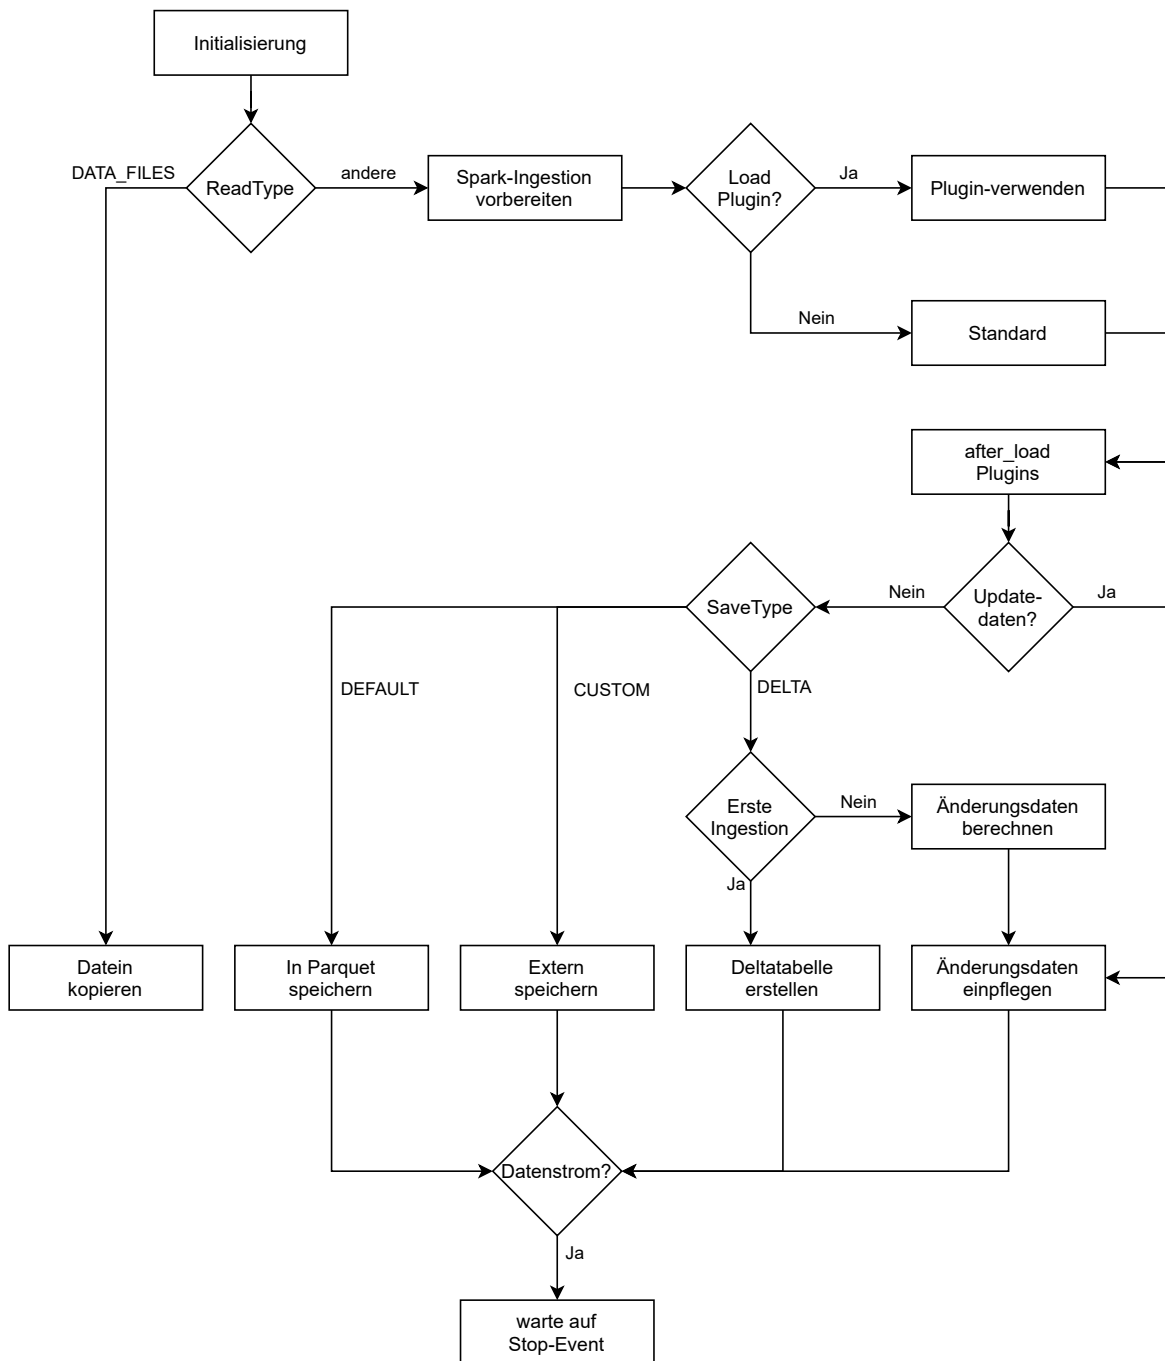 Initialisierung
DATA_FILES
ReadType
andere
Spark-Ingestion
vorbereiten
Load
Plugin?
Ja
Plugin-verwenden
Nein
Standard
after_load
Plugins
SaveType
Nein
Update-
daten?
Ja
DEFAULT
CUSTOM
DELTA
Erste
Ingestion
Nein
Änderungsdaten
berechnen
Ja
Datein
kopieren
In Parquet
speichern
Extern
speichern
Deltatabelle
erstellen
Änderungsdaten
einpflegen
Datenstrom?
Ja
warte auf
Stop-Event